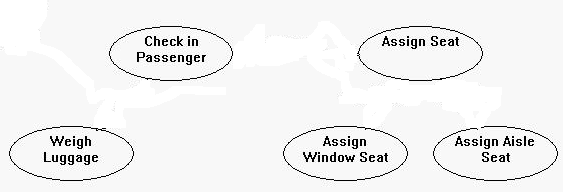 Check in
Passenger
Assign Seat
Weigh
Luggage
Assign
Window Seat
Assign Aisle
Seat